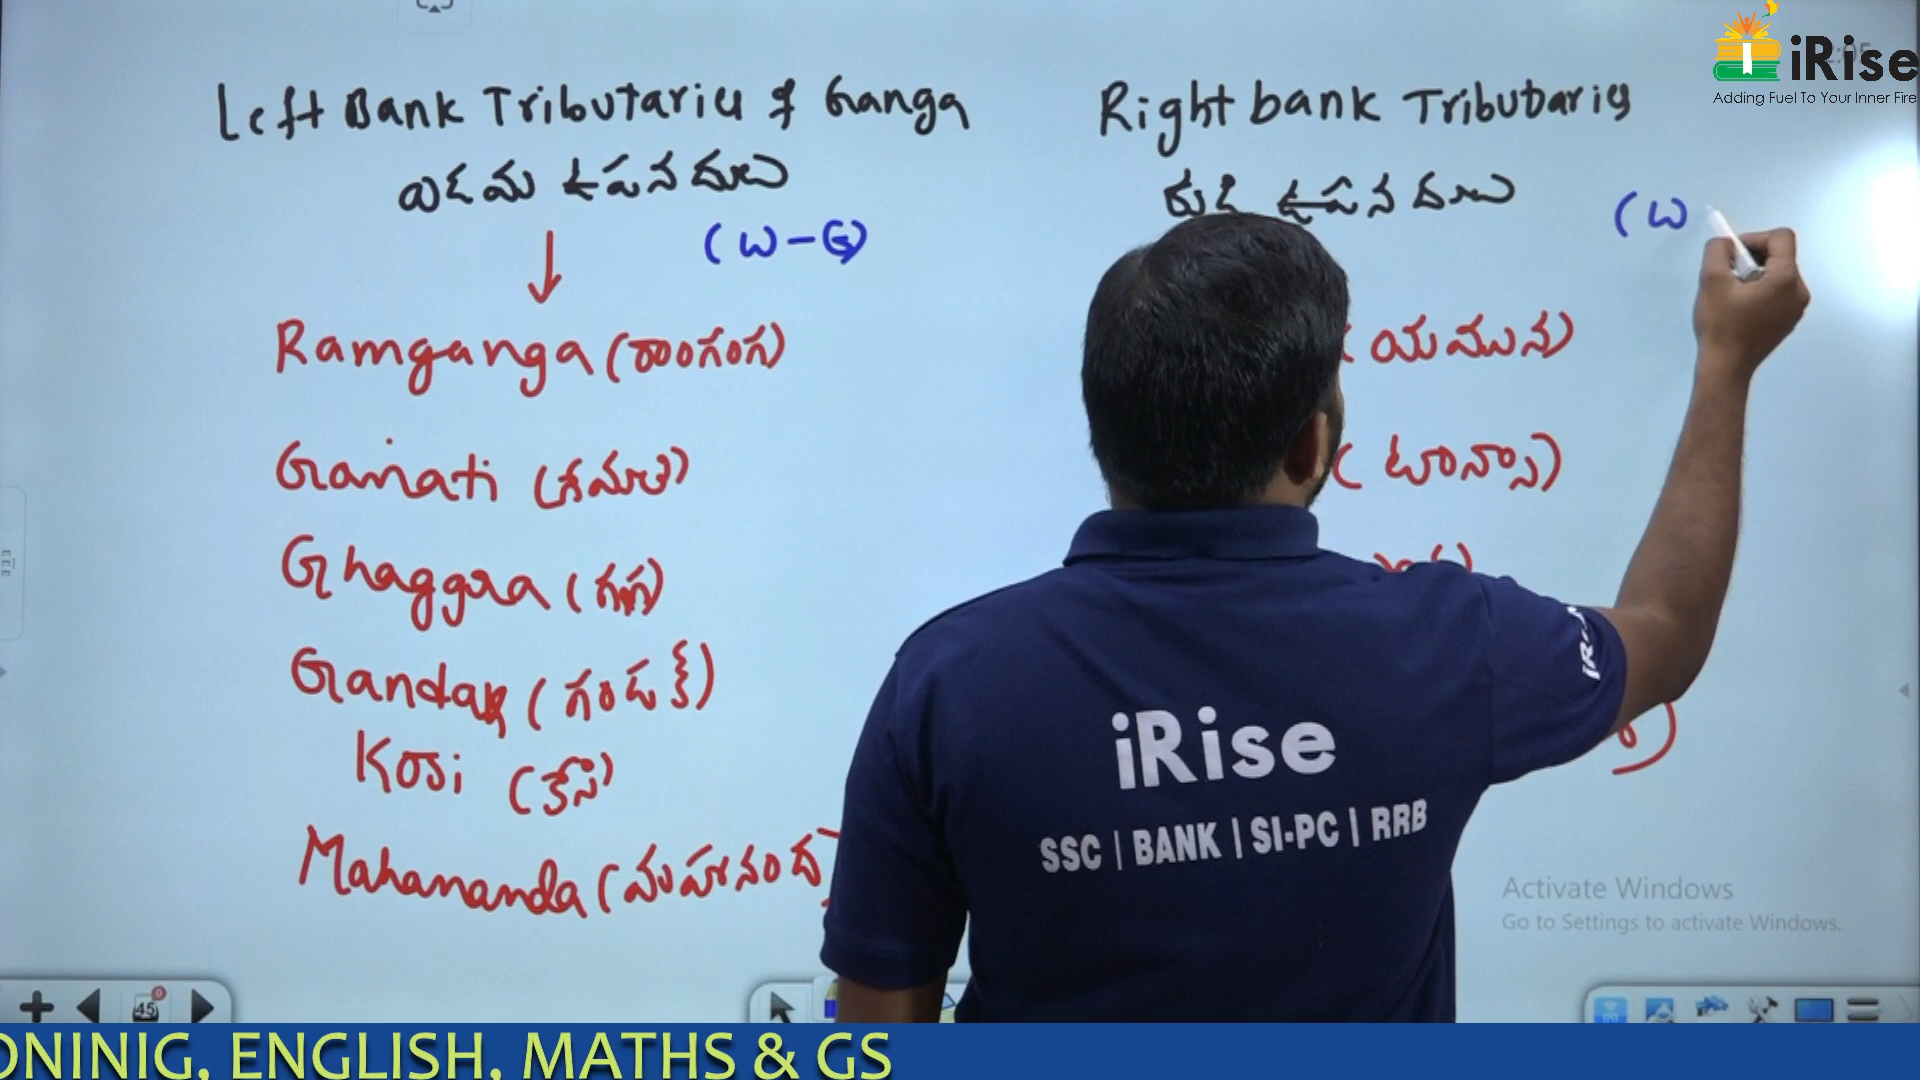 iRise
Adding Fuel To Your Inner Fire
Left Bank Tributaries of Ganga
ఎడమ ఉపనదులు
(W-E)
Ramganga (రాంగంగ)
Gomati (గోమతి)
Ghaggra (గగ్రా)
Gandak (గండక్)
Kosi (కోసి)
Mahananda (మహానంద)
Right bank Tributaries
కుడి ఉపనదులు
(W
యమున)
(టాన్స్)
iRise
SSC | BANK | SI-PC | RRB
Activate Windows
Go to Settings to activate Windows.
45
ONINIG, ENGLISH, MATHS & GS